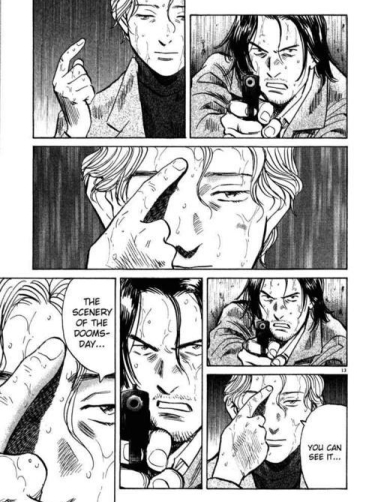 13
YOU CAN
SEE IT...
THE
SCENERY
OF THE
DOOMS-
DAY...